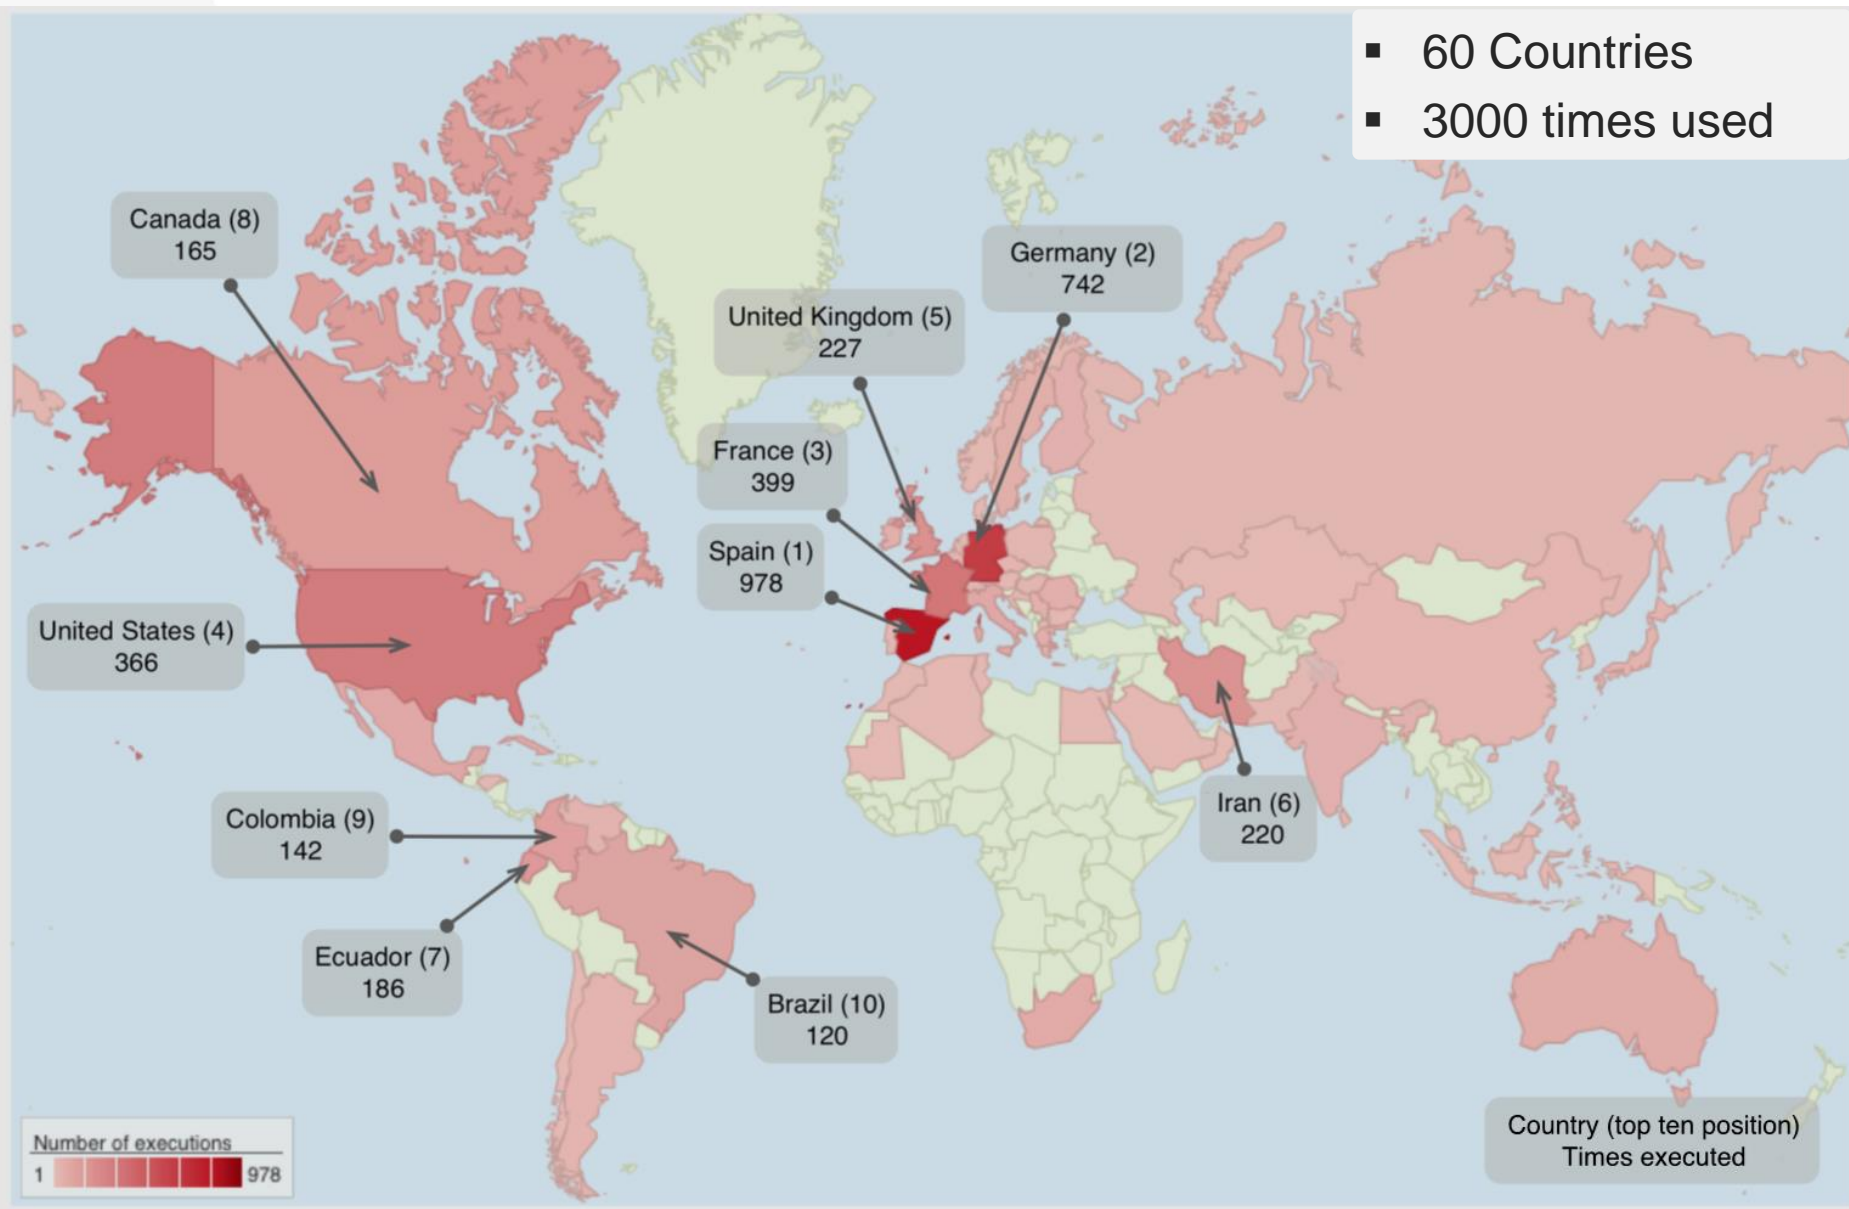 ▪ 60 Countries
▪ 3000 times used
Canada (8)
165
Germany (2)
742
United Kingdom (5)
227
France (3)
399
Spain (1)
978
United States (4)
366
Colombia (9)
142
Iran (6)
220
Ecuador (7)
186
Brazil (10)
120
Number of executions
1 978
Country (top ten position)
Times executed